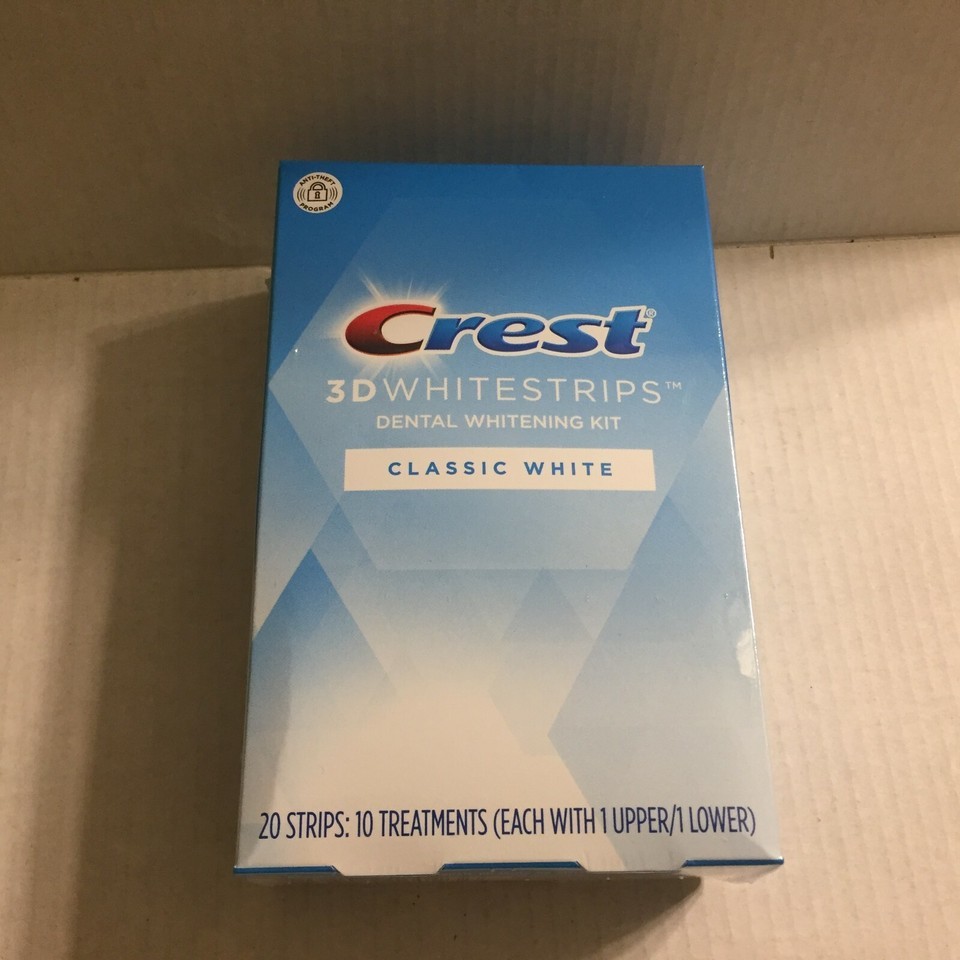 ANTI-THEFT
PROGRAM
Crest®
3DWHITESTRIPS™
DENTAL WHITENING KIT
CLASSIC WHITE
20 STRIPS: 10 TREATMENTS (EACH WITH 1 UPPER/1 LOWER)